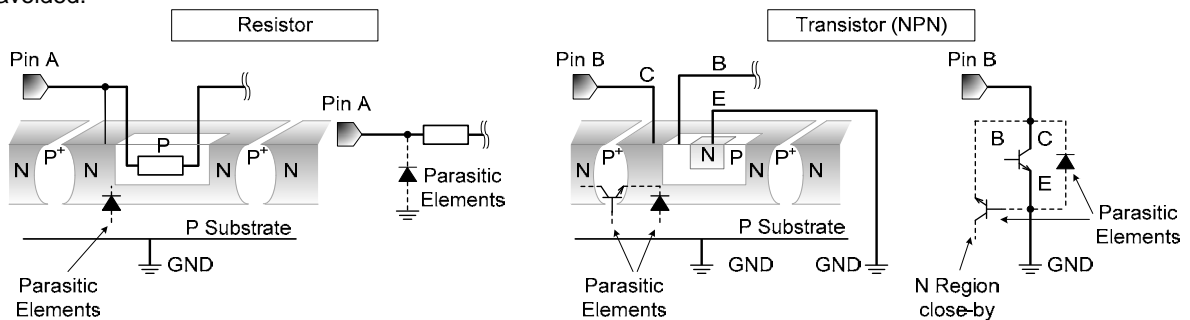 avoided.
Resistor
Transistor (NPN)
Pin A
Pin A
N
P+
N
P
N
P+
N
Parasitic
Elements
P Substrate
GND
Parasitic
Elements
Pin B
C
B
E
N
P+
N
N
P
N
P+
N
P Substrate
GND
GND
Parasitic
Elements
Pin B
B
C
E
Parasitic
Elements
GND
N Region
close-by